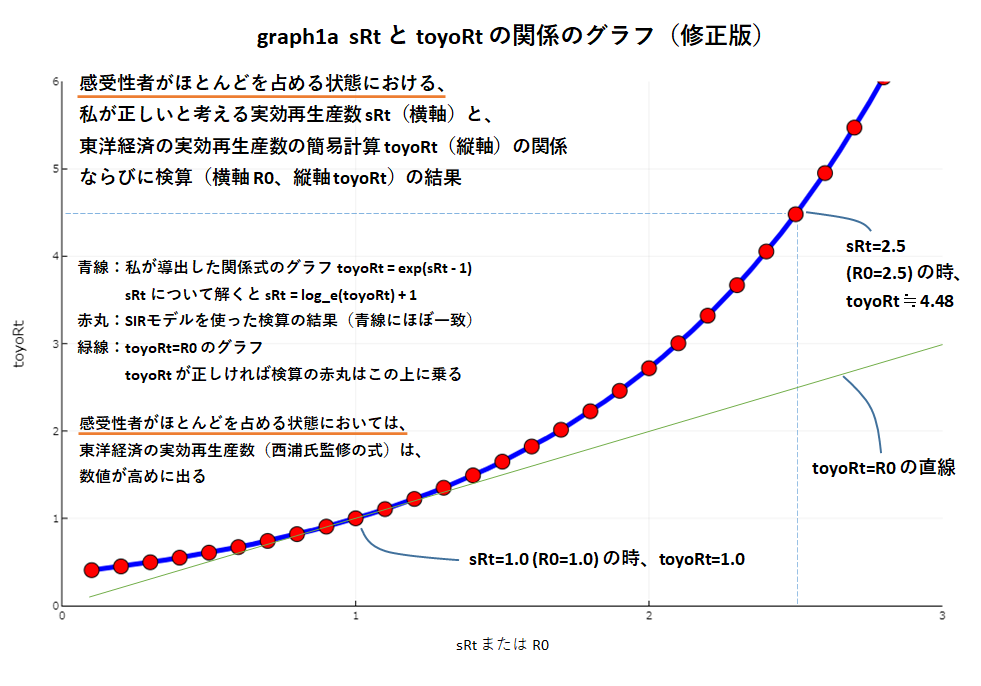 graph1a sRt と toyoRt の関係のグラフ（修正版）
感受性者がほとんどを占める状態における、
私が正しいと考える実効再生産数 sRt（横軸）と、
東洋経済の実効再生産数の簡易計算 toyoRt（縦軸）の関係
ならびに検算（横軸 R0、縦軸 toyoRt）の結果
青線：私が導出した関係式のグラフ toyoRt = exp(sRt - 1)
sRt について解くと sRt = log_e(toyoRt) + 1
赤丸：SIRモデルを使った検算の結果（青線にほぼ一致）
緑線：toyoRt=R0 のグラフ
toyoRt が正しければ検算の赤丸はこの上に乗る
感受性者がほとんどを占める状態においては、
東洋経済の実効再生産数（西浦氏監修の式）は、
数値が高めに出る
sRt=2.5
(R0=2.5) の時、
toyoRt ≒ 4.48
toyoRt=R0 の直線
sRt=1.0 (R0=1.0) の時、toyoRt=1.0
toyoRt
6
5
4
3
2
1
0
0
1
2
3
sRt または R0